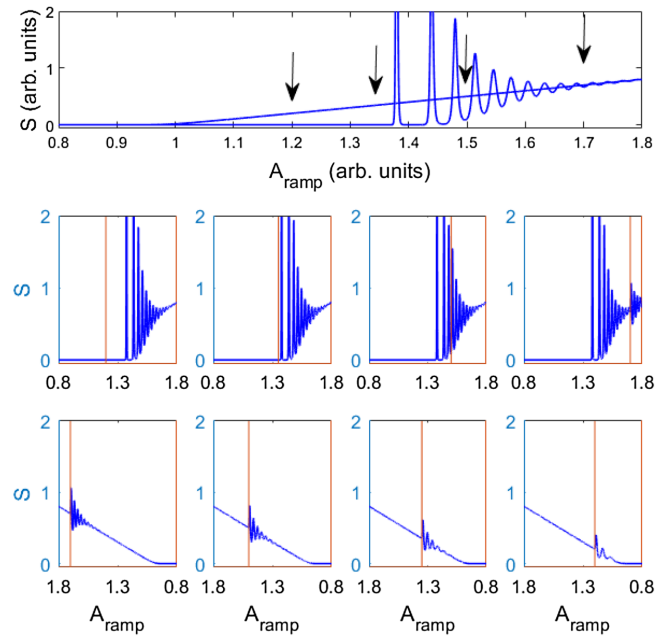 2
S (arb. units)
1
0
0.8 0.9 1 1.1 1.2 1.3 1.4 1.5 1.6 1.7 1.8
A_ramp (arb. units)
2 2 2 2
S 1 1 1 1
0 0 0 0
0.8 1.3 1.8 0.8 1.3 1.8 0.8 1.3 1.8 0.8 1.3 1.8
2 2 2 2
S 1 1 1 1
0 0 0 0
1.8 1.3 0.8 1.8 1.3 0.8 1.8 1.3 0.8 1.8 1.3 0.8
A_ramp A_ramp A_ramp A_ramp